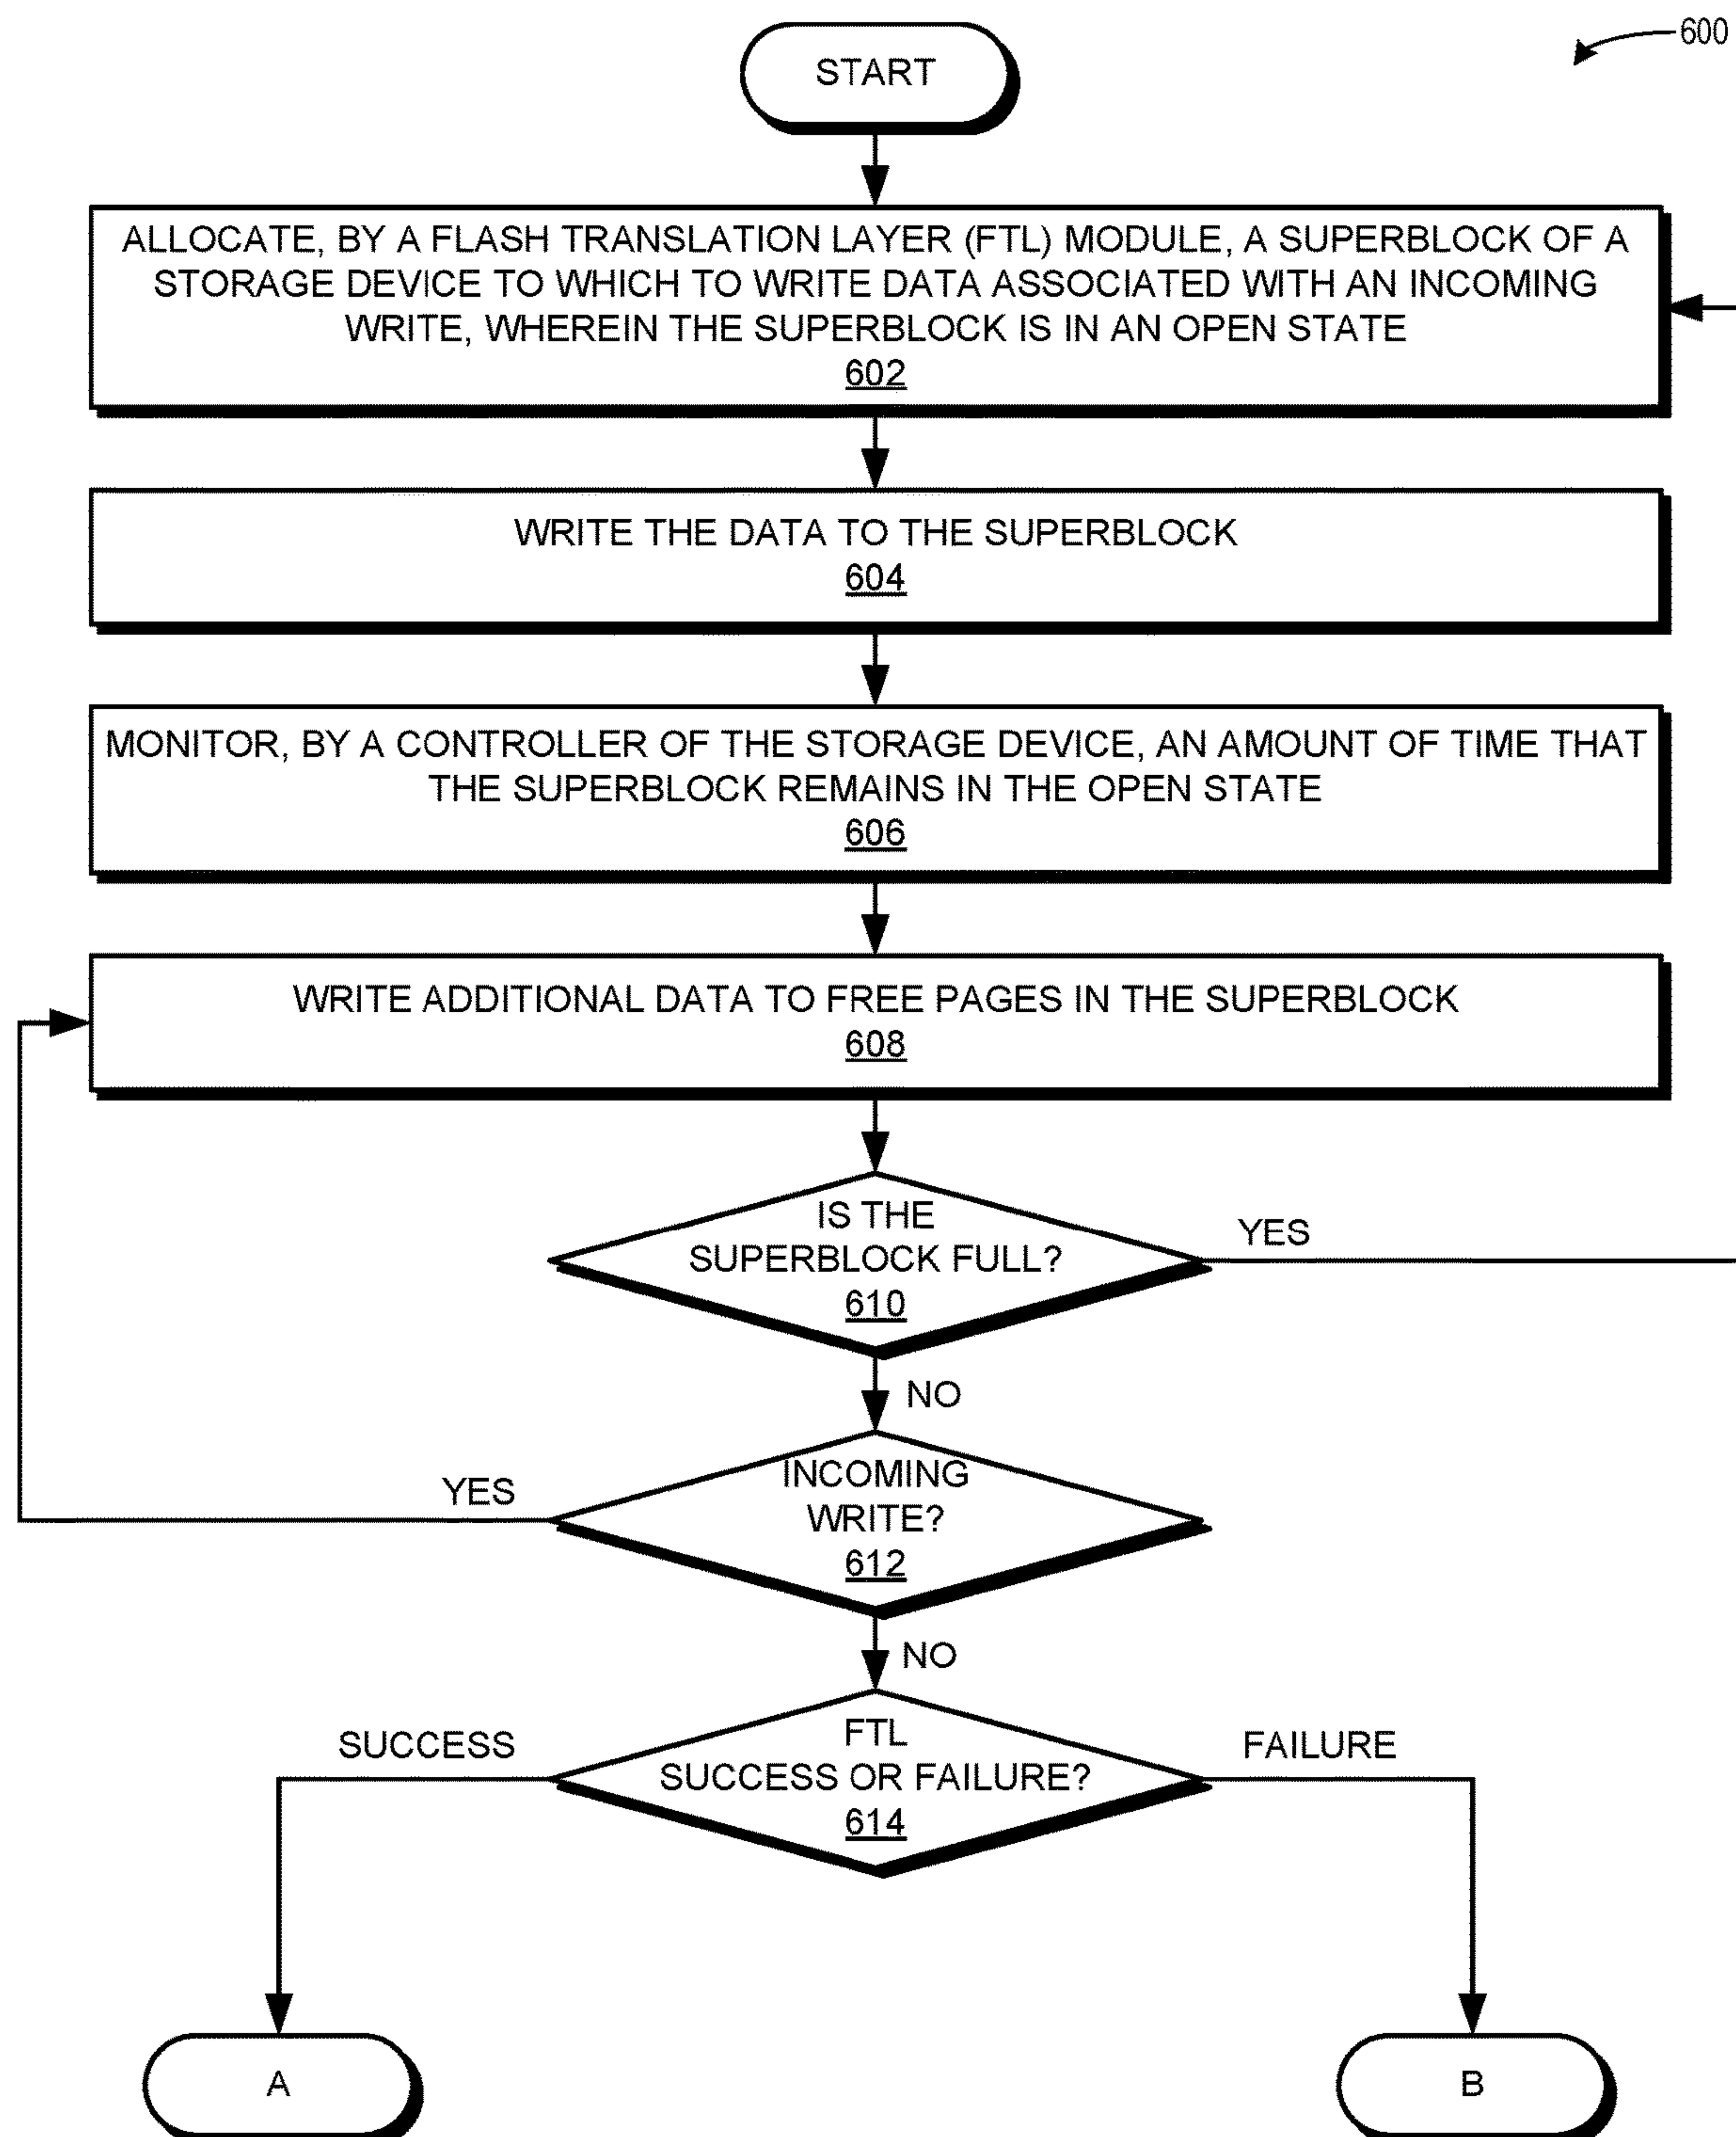 600
START
ALLOCATE, BY A FLASH TRANSLATION LAYER (FTL) MODULE, A SUPERBLOCK OF A
STORAGE DEVICE TO WHICH TO WRITE DATA ASSOCIATED WITH AN INCOMING
WRITE, WHEREIN THE SUPERBLOCK IS IN AN OPEN STATE
602
WRITE THE DATA TO THE SUPERBLOCK
604
MONITOR, BY A CONTROLLER OF THE STORAGE DEVICE, AN AMOUNT OF TIME THAT
THE SUPERBLOCK REMAINS IN THE OPEN STATE
606
WRITE ADDITIONAL DATA TO FREE PAGES IN THE SUPERBLOCK
608
IS THE
SUPERBLOCK FULL?
610
YES
NO
INCOMING
WRITE?
612
YES
NO
FTL
SUCCESS OR FAILURE?
614
SUCCESS
FAILURE
A
B